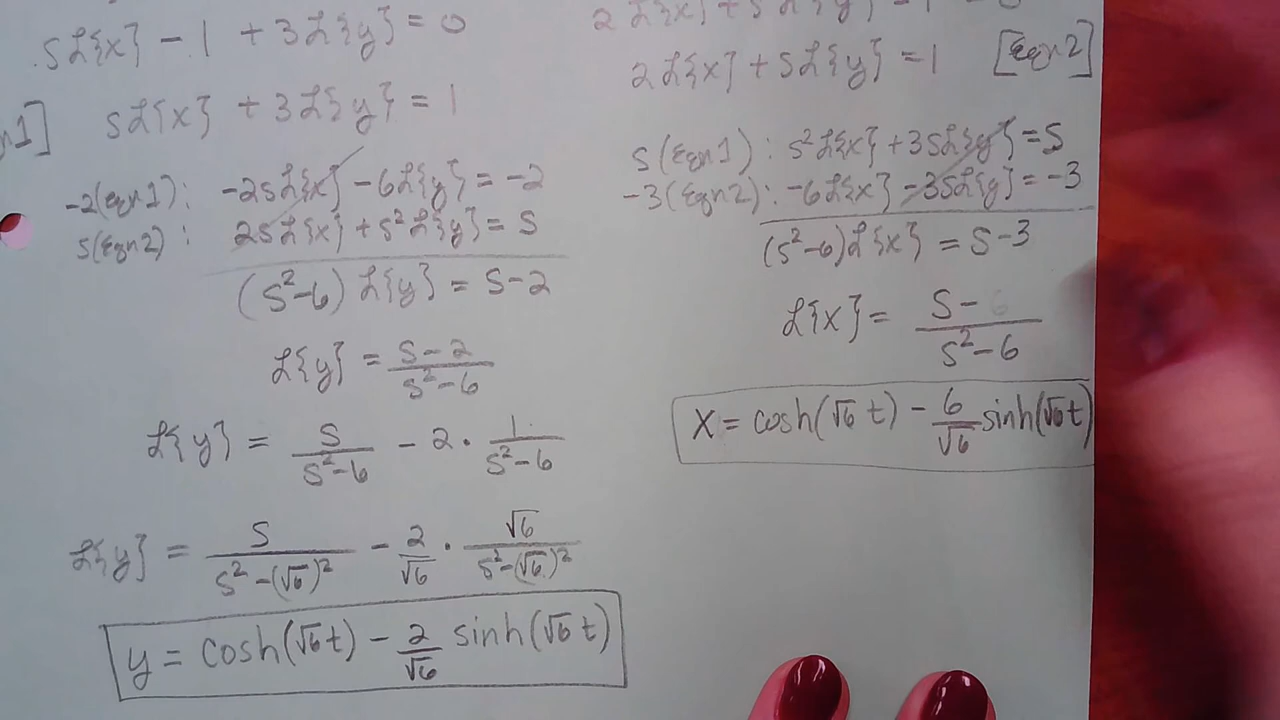 sℒ{x} - 1 + 3ℒ{y} = 0
sℒ{x} + 3ℒ{y} = 1
-2(Eqn1): -2sℒ{x} - 6ℒ{y} = -2
s(Eqn2): 2sℒ{x} + s²ℒ{y} = s
(s²-6) ℒ{y} = s-2
ℒ{y} = (s-2)/(s²-6)
ℒ{y} = s/(s²-6) - 2 · 1/(s²-6)
ℒ{y} = s/(s²-(√6)²) - 2/√6 · √6/(s²-(√6)²)
y = cosh(√6 t) - 2/√6 sinh(√6 t)
2ℒ{x} + sℒ{y} = 1 [Eqn2]
s(Eqn1): s²ℒ{x} + 3sℒ{y} = s
-3(Eqn2): -6ℒ{x} - 3sℒ{y} = -3
(s²-6)ℒ{x} = s-3
ℒ{x} = (s-)/(s²-6)
x = cosh(√6 t) - 6/√6 sinh(√6 t)